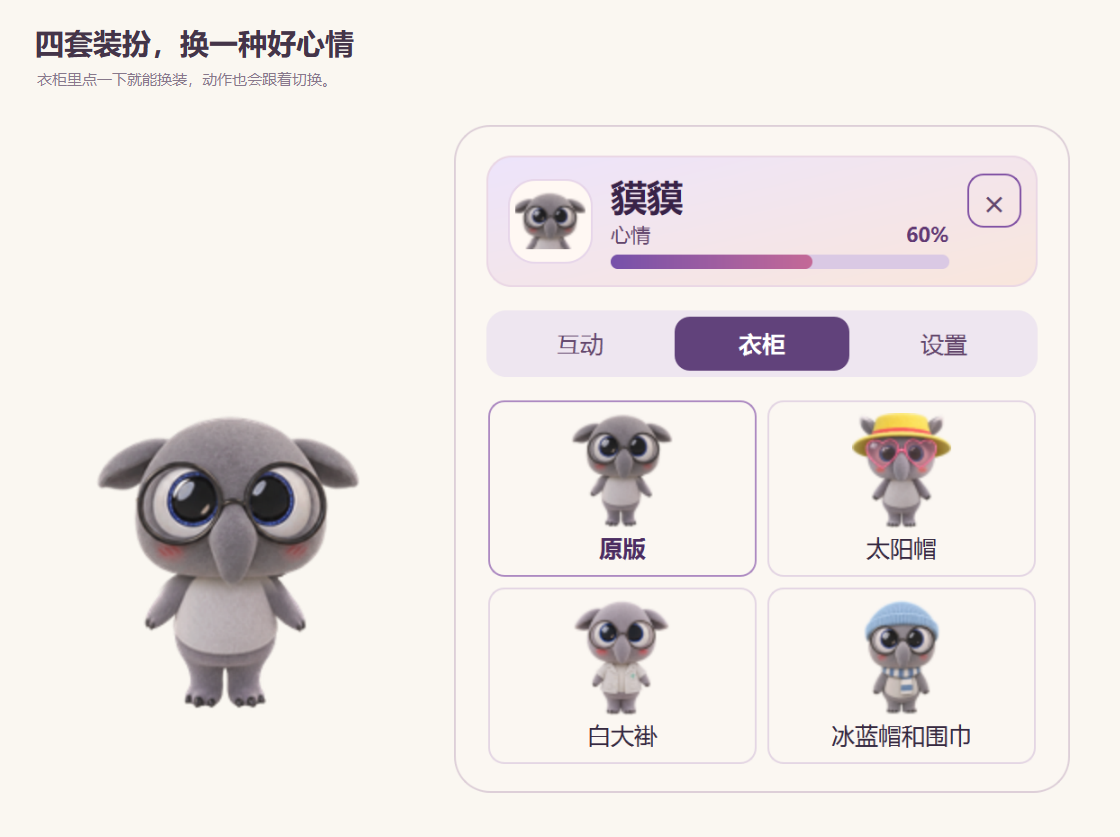 四套装扮，换一种好心情
衣柜里点一下就能换装，动作也会跟着切换。
貘貘
心情 60%
互动 衣柜 设置
原版 太阳帽
白大褂 冰蓝帽和围巾